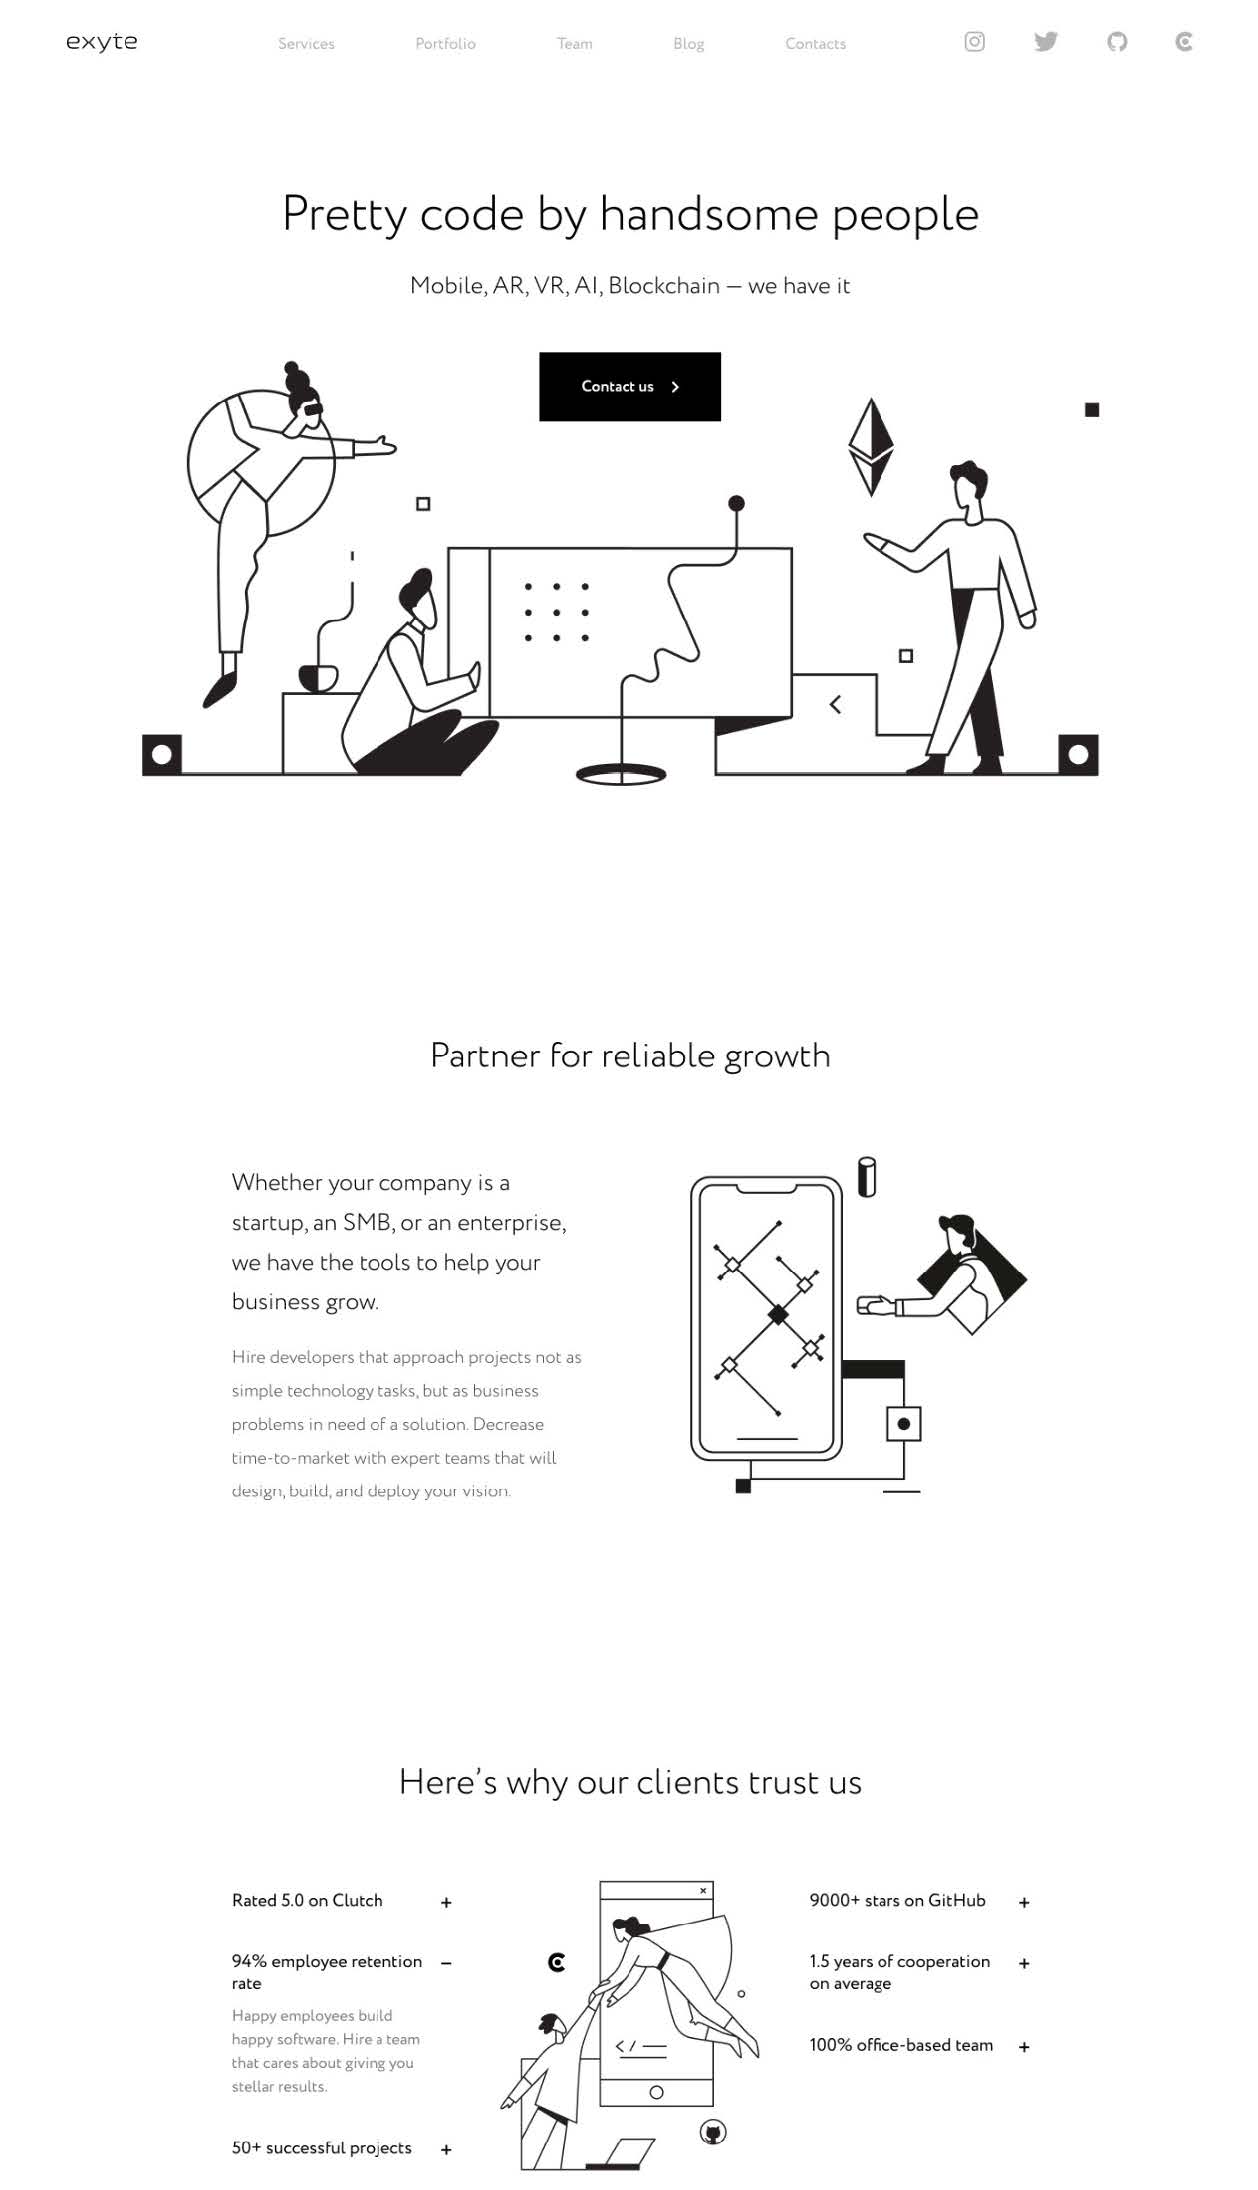 exyte
Services
Portfolio
Team
Blog
Contacts
Pretty code by handsome people
Mobile, AR, VR, AI, Blockchain — we have it
Contact us
Partner for reliable growth
Whether your company is a
startup, an SMB, or an enterprise,
we have the tools to help your
business grow.
Hire developers that approach projects not as
simple technology tasks, but as business
problems in need of a solution. Decrease
time-to-market with expert teams that will
design, build, and deploy your vision.
Here’s why our clients trust us
Rated 5.0 on Clutch +
94% employee retention –
rate
Happy employees build
happy software. Hire a team
that cares about giving you
stellar results.
50+ successful projects +
</>
9000+ stars on GitHub +
1.5 years of cooperation +
on average
100% office-based team +